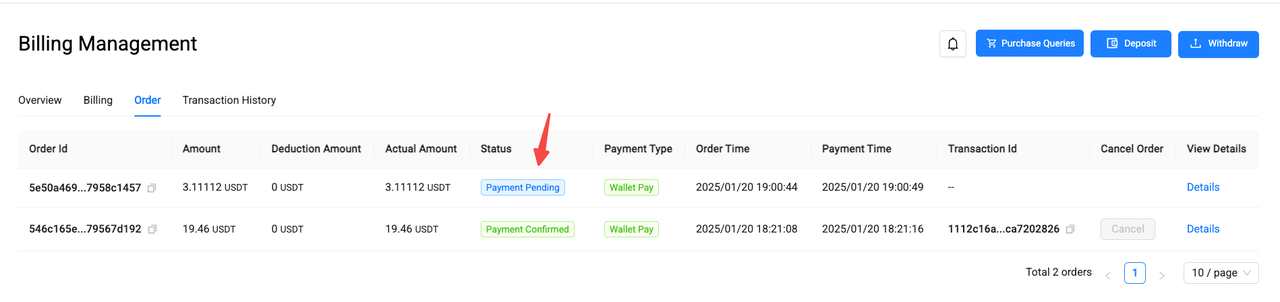 Billing Management
Purchase Queries
Deposit
Withdraw
Overview Billing Order Transaction History
Order Id Amount Deduction Amount Actual Amount Status Payment Type Order Time Payment Time Transaction Id Cancel Order View Details
5e50a469...7958c1457 3.11112 USDT 0 USDT 3.11112 USDT Payment Pending Wallet Pay 2025/01/20 19:00:44 2025/01/20 19:00:49 -- Details
546c165e...79567d192 19.46 USDT 0 USDT 19.46 USDT Payment Confirmed Wallet Pay 2025/01/20 18:21:08 2025/01/20 18:21:16 1112c16a...ca7202826 Cancel Details
Total 2 orders < 1 > 10 / page